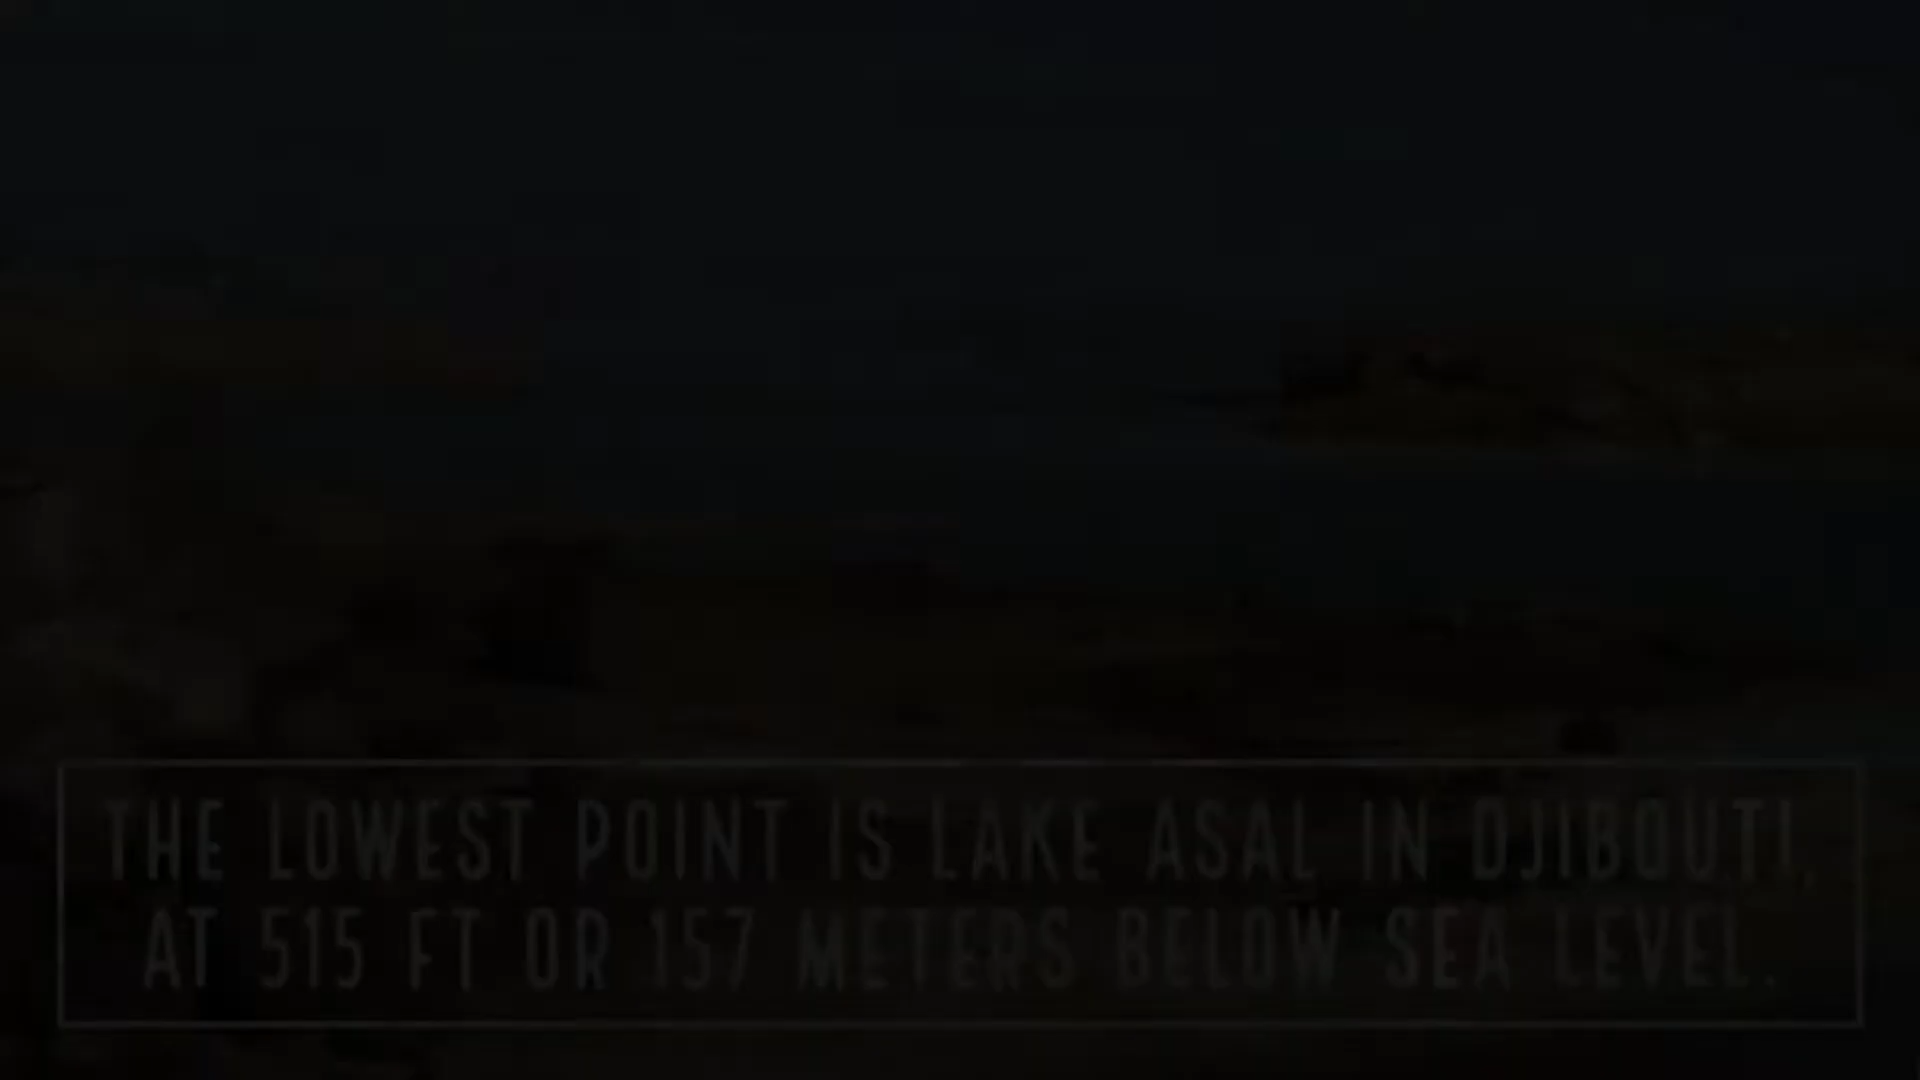 THE LOWEST POINT IS LAKE ASAL IN DJIBOUTI,
AT 515 FT OR 157 METERS BELOW SEA LEVEL.